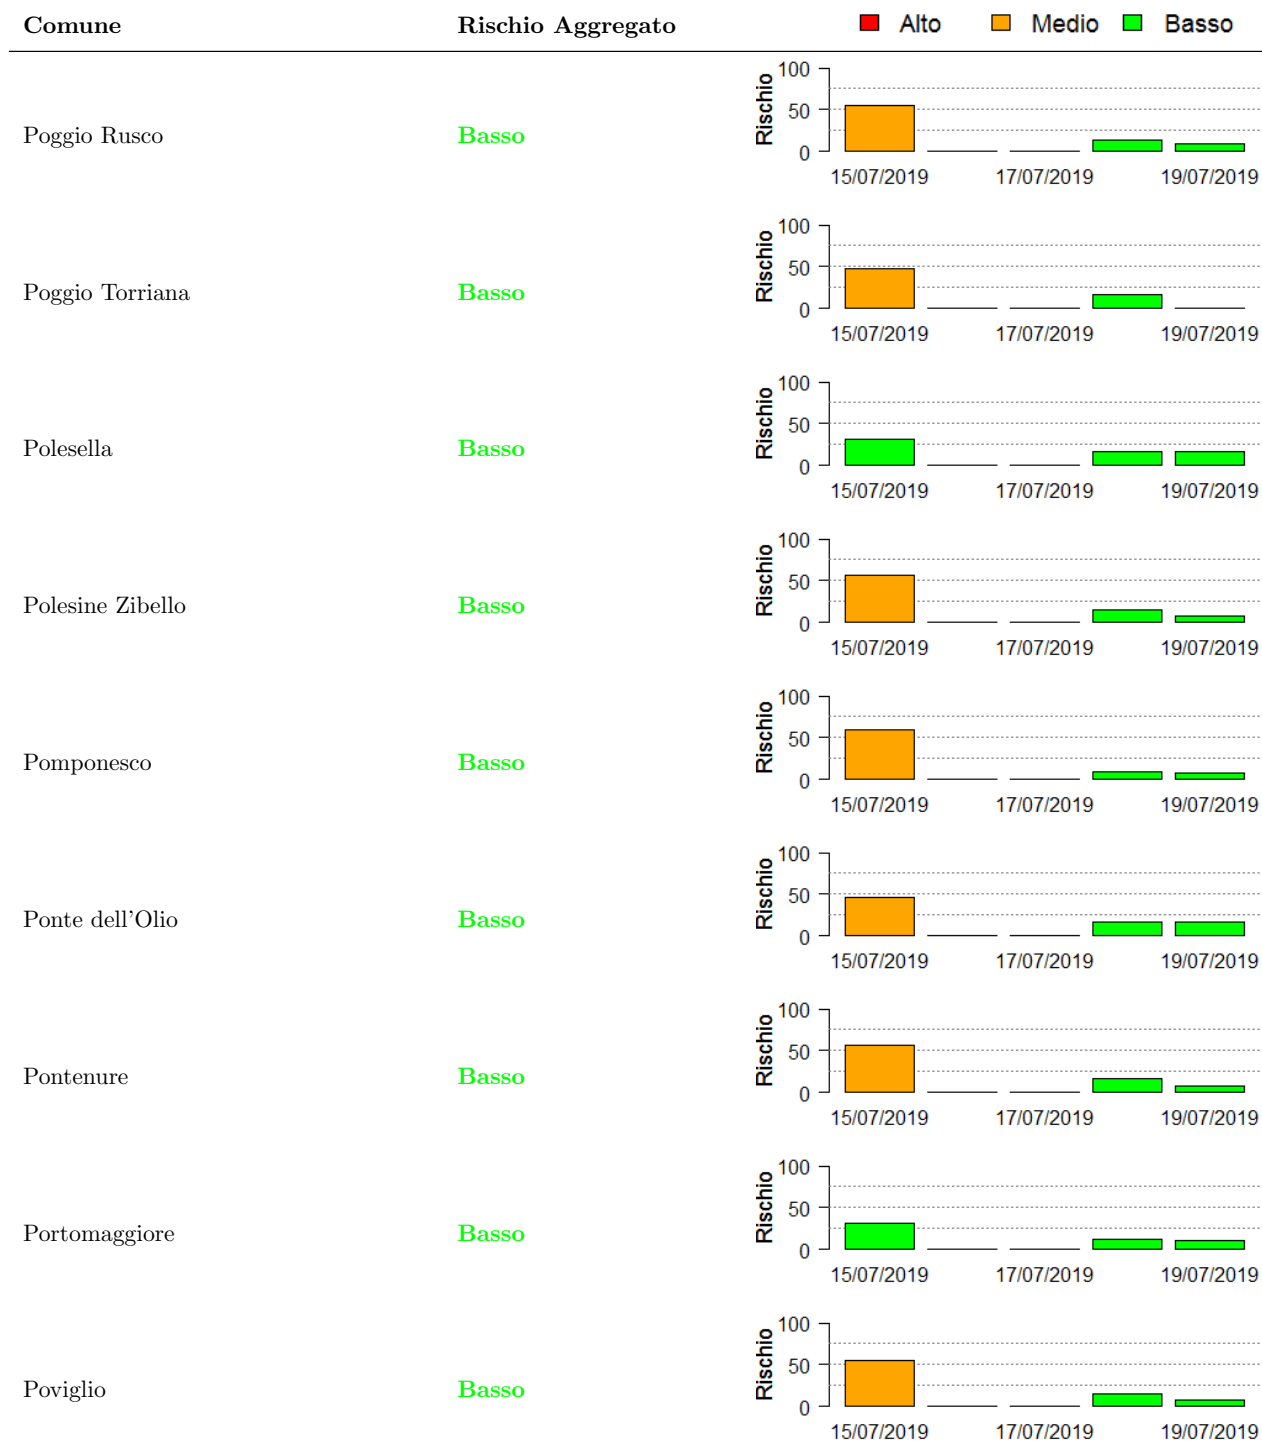 Comune Rischio Aggregato Alto Medio Basso
Poggio Rusco Basso Rischio 100 50 0
15/07/2019 17/07/2019 19/07/2019
Poggio Torriana Basso Rischio 100 50 0
15/07/2019 17/07/2019 19/07/2019
Polesella Basso Rischio 100 50 0
15/07/2019 17/07/2019 19/07/2019
Polesine Zibello Basso Rischio 100 50 0
15/07/2019 17/07/2019 19/07/2019
Pomponesco Basso Rischio 100 50 0
15/07/2019 17/07/2019 19/07/2019
Ponte dell'Olio Basso Rischio 100 50 0
15/07/2019 17/07/2019 19/07/2019
Pontenure Basso Rischio 100 50 0
15/07/2019 17/07/2019 19/07/2019
Portomaggiore Basso Rischio 100 50 0
15/07/2019 17/07/2019 19/07/2019
Poviglio Basso Rischio 100 50 0
15/07/2019 17/07/2019 19/07/2019